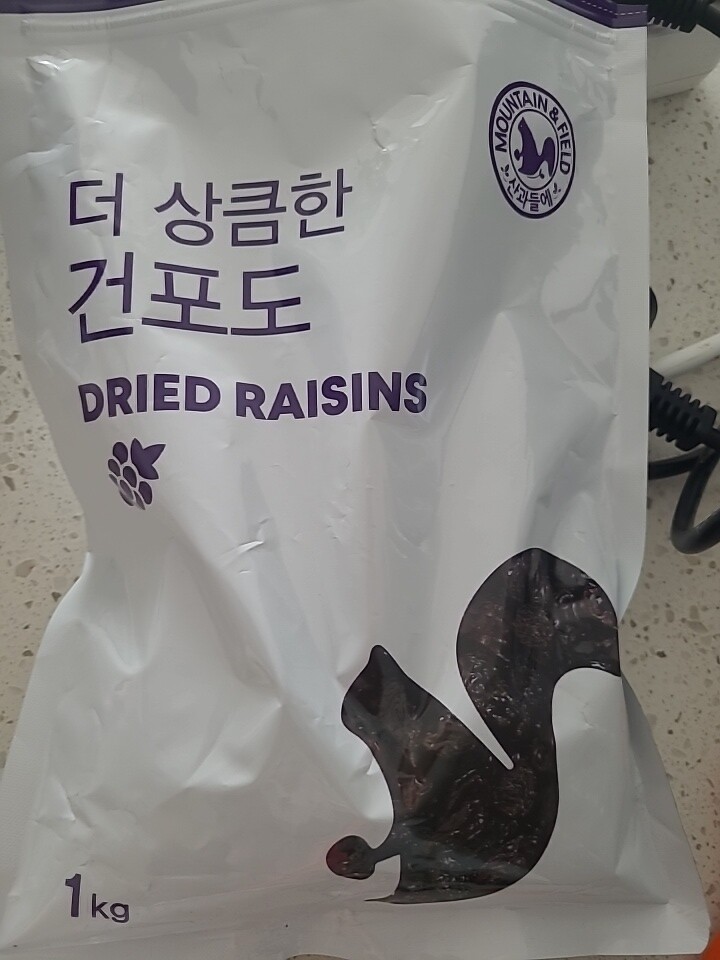 MOUNTAIN & FIELD
산과들에
더 상큼한
건포도
DRIED RAISINS
1kg